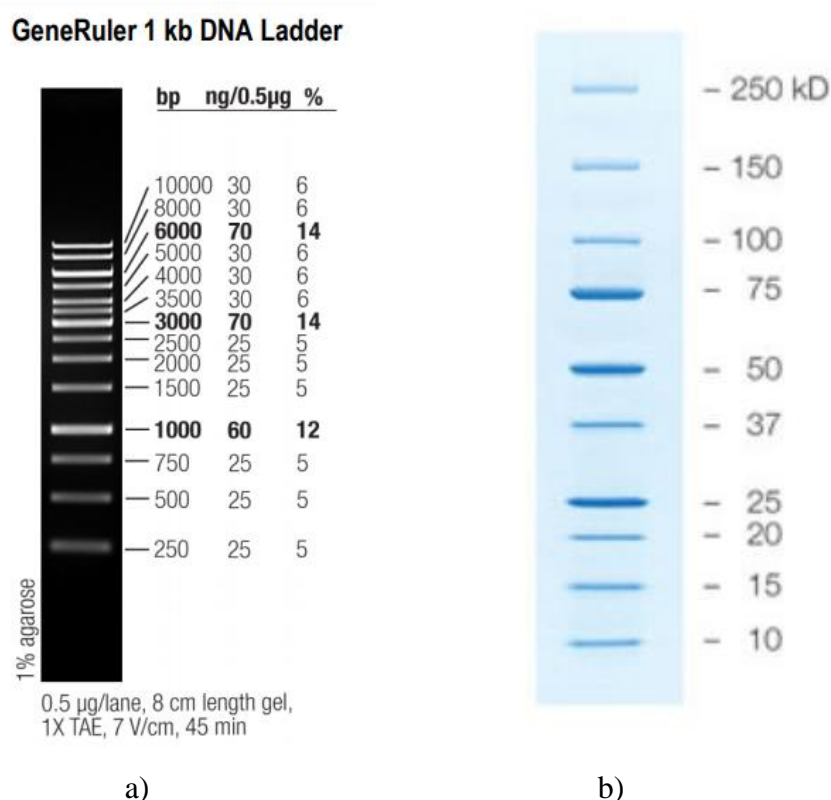 GeneRuler 1 kb DNA Ladder
bp ng/0.5µg %
10000 30 6
8000 30 6
6000 70 14
5000 30 6
4000 30 6
3500 30 6
3000 70 14
2500 25 5
2000 25 5
1500 25 5
1000 60 12
750 25 5
500 25 5
250 25 5
1% agarose
0.5 µg/lane, 8 cm length gel,
1X TAE, 7 V/cm, 45 min
a)
250 kD
150
100
75
50
37
25
20
15
10
b)